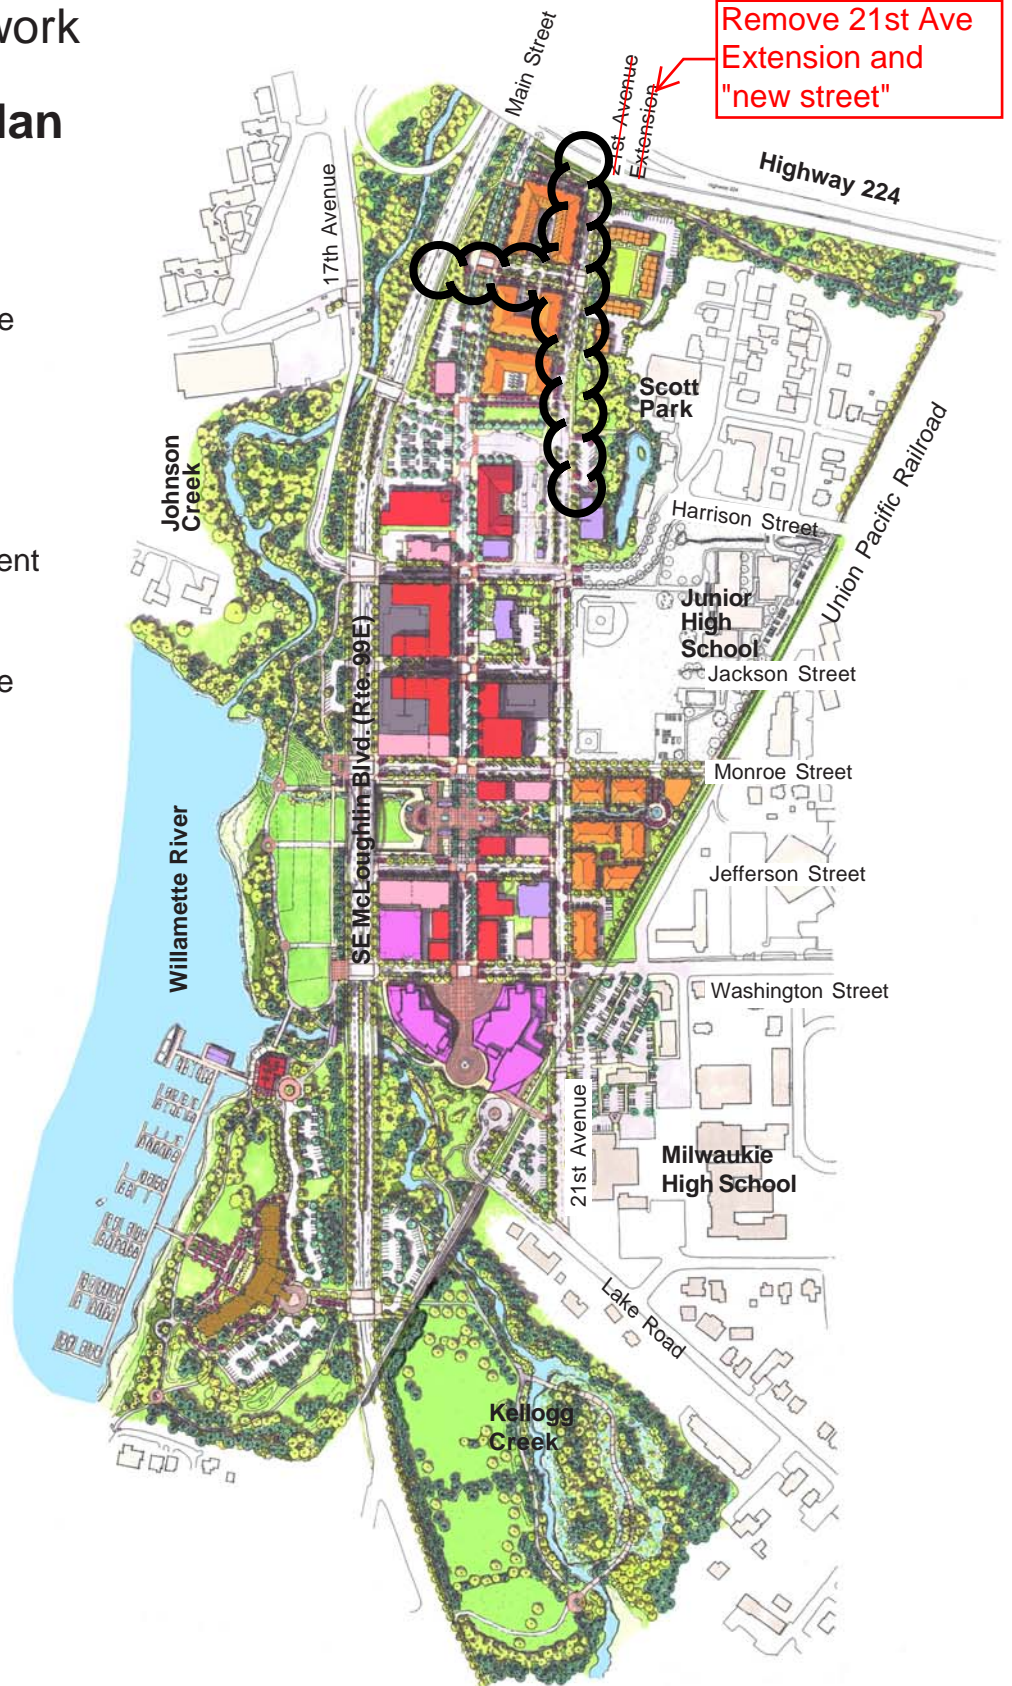 work
lan
e
ent
e
Remove 21st Ave
Extension and
"new street"
Main Street
21st Avenue
Extension
Highway 224
Highway 224
17th Avenue
Scott
Park
Johnson
Creek
Union Pacific Railroad
Harrison Street
Junior
High
School
Jackson Street
SE McLoughlin Blvd. (Rte. 99E)
Monroe Street
Willamette River
Jefferson Street
Washington Street
21st Avenue
Milwaukie
High School
Lake Road
Kellogg
Creek